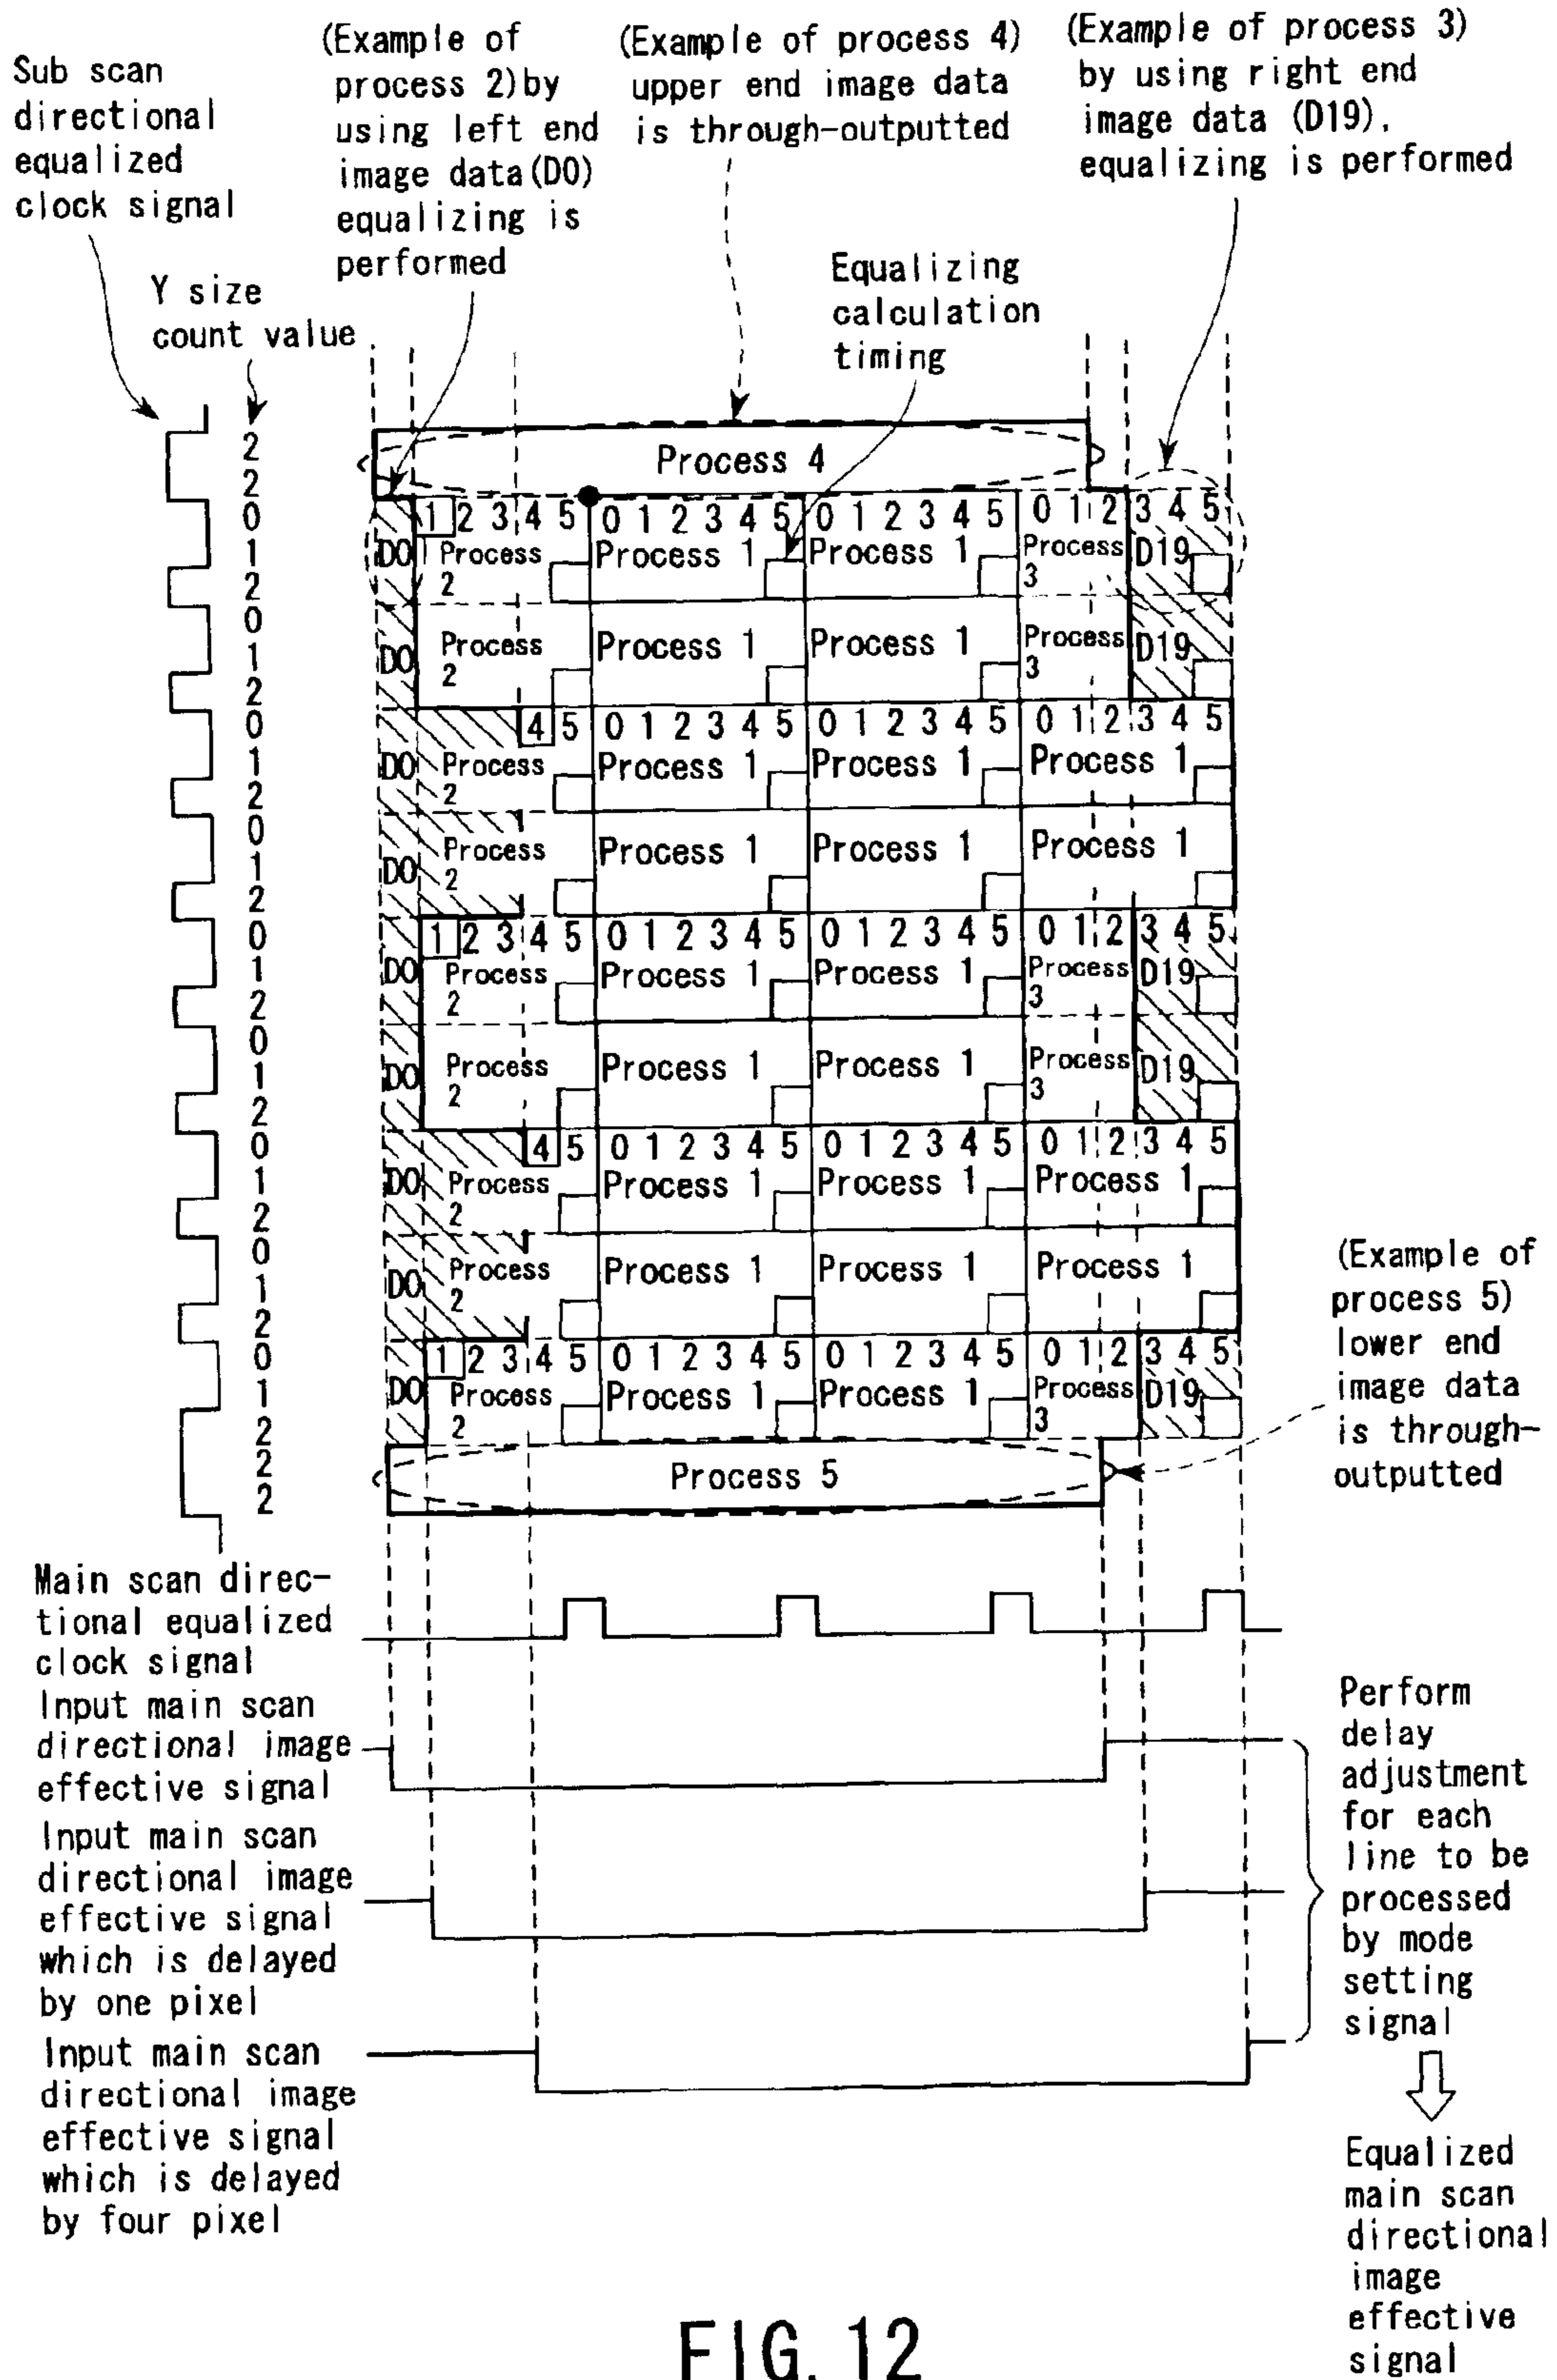 Sub scan
directional
equalized
clock signal
(Example of
process 2)by
using left end
image data(D0)
equalizing is
performed
(Example of process 4)
upper end image data
is through-outputted
(Example of process 3)
by using right end
image data (D19),
equalizing is performed
Y size
count value
Equalizing
calculation
timing
2
Process 4
2
0 1 2 3 4 5 0 1 2 3 4 5 0 1 2 3 4 5 0 1 2 3 4 5
1 D0 Process 2 Process 1 Process 1 Process 3 D19
2
0
1 D0 Process 2 Process 1 Process 1 Process 3 D19
2
0 4 5 0 1 2 3 4 5 0 1 2 3 4 5 0 1 2 3 4 5
1 D0 Process 2 Process 1 Process 1 Process 1
2
0
1 D0 Process 2 Process 1 Process 1 Process 1
2
0 1 2 3 4 5 0 1 2 3 4 5 0 1 2 3 4 5 0 1 2 3 4 5
1 D0 Process 2 Process 1 Process 1 Process 3 D19
2
0
1 D0 Process 2 Process 1 Process 1 Process 3 D19
2
0 4 5 0 1 2 3 4 5 0 1 2 3 4 5 0 1 2 3 4 5
1 D0 Process 2 Process 1 Process 1 Process 1
2
0
1 D0 Process 2 Process 1 Process 1 Process 1
2
0 1 2 3 4 5 0 1 2 3 4 5 0 1 2 3 4 5 0 1 2 3 4 5
1 D0 Process 2 Process 1 Process 1 Process 3 D19
2
2 Process 5
2
(Example of
process 5)
lower end
image data
is through-
outputted
Main scan direc-
tional equalized
clock signal
Input main scan
directional image
effective signal
Input main scan
directional image
effective signal
which is delayed
by one pixel
Input main scan
directional image
effective signal
which is delayed
by four pixel
Perform
delay
adjustment
for each
line to be
processed
by mode
setting
signal
Equalized
main scan
directional
image
effective
signal
FIG. 12